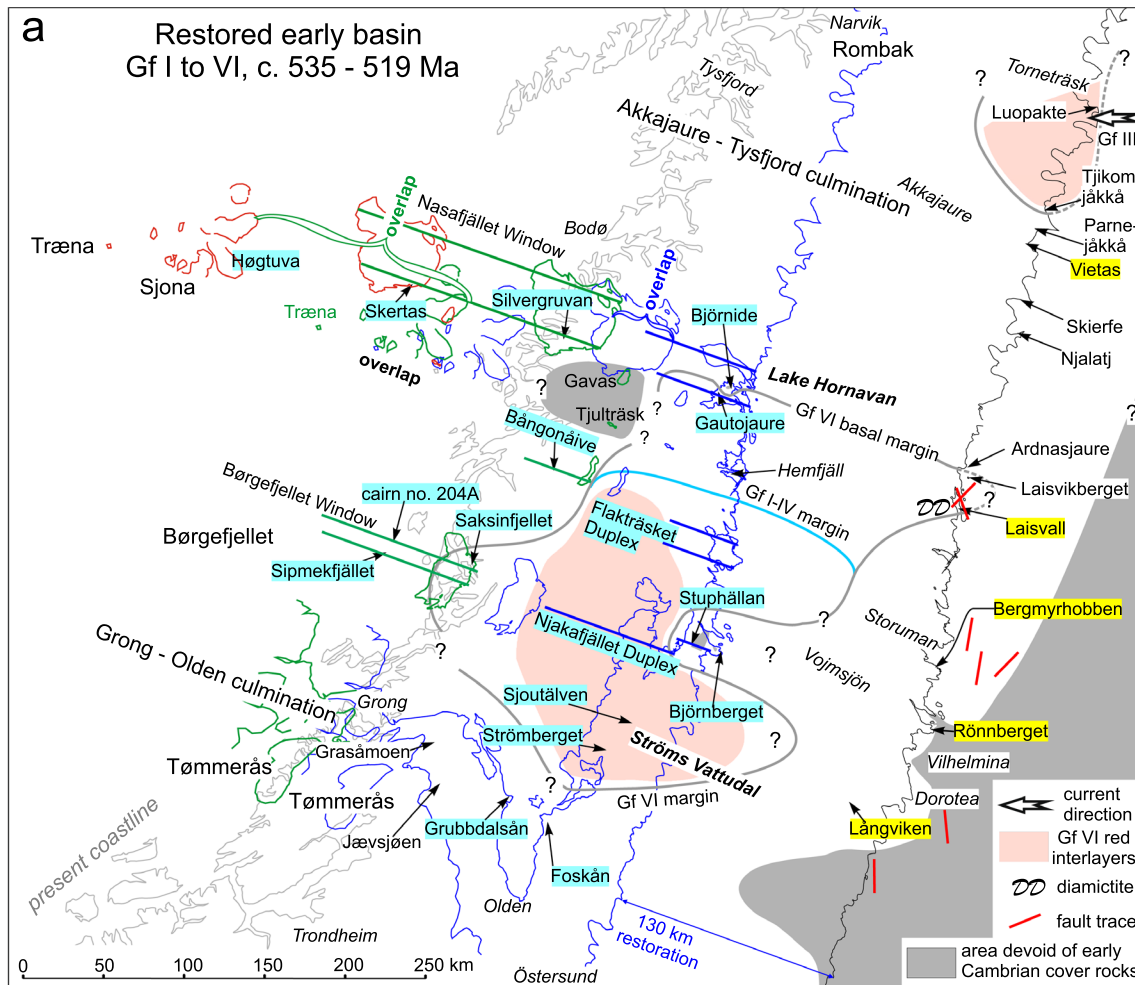 a
Restored early basin
Gf I to VI, c. 535 - 519 Ma
Narvik
Rombak
Tysfjord
Torneträsk
?
?
Luopakte
Gf III
Akkajaure - Tysfjord culmination
Akkajaure
Tjikom-
jåkkå
Parne-
jåkkå
Vietas
Nasafjället Window
overlap
Bodø
Træna
Høgtuva
Sjona
overlap
Træna
Skertas
Silvergruvan
Björnide
Skierfe
Njalatj
overlap
Lake Hornavan
?
Gavas
Tjulträsk
?
Gautojaure
Gf VI basal margin
?
Bångonåive
?
Ardnasjaure
Hemfjäll
Laisvikberget
Børgefjellet Window
cairn no. 204A
Gf I-IV margin
?
DD
Saksinfjellet
Flakträsket
Duplex
Laisvall
Børgefjellet
Sipmekfjället
Stuphällan
Bergmyrhobben
Njakafjället Duplex
?
Storuman
Grong - Olden culmination
?
?
Vojmsjön
Sjoutälven
Grong
Björnberget
Strömberget
Ströms Vattudal
?
Rönnberget
Grasåmoen
Tømmerås
Vilhelmina
?
Gf VI margin
Tømmerås
Dorotea
Jævsjøen
Grubbdalsån
Långviken
present coastline
Foskån
Olden
Trondheim
130 km
restoration
Östersund
0 50 100 150 200 250 km
current
direction
Gf VI red
interlayers
DD diamictite
fault trace
area devoid of early
Cambrian cover rocks